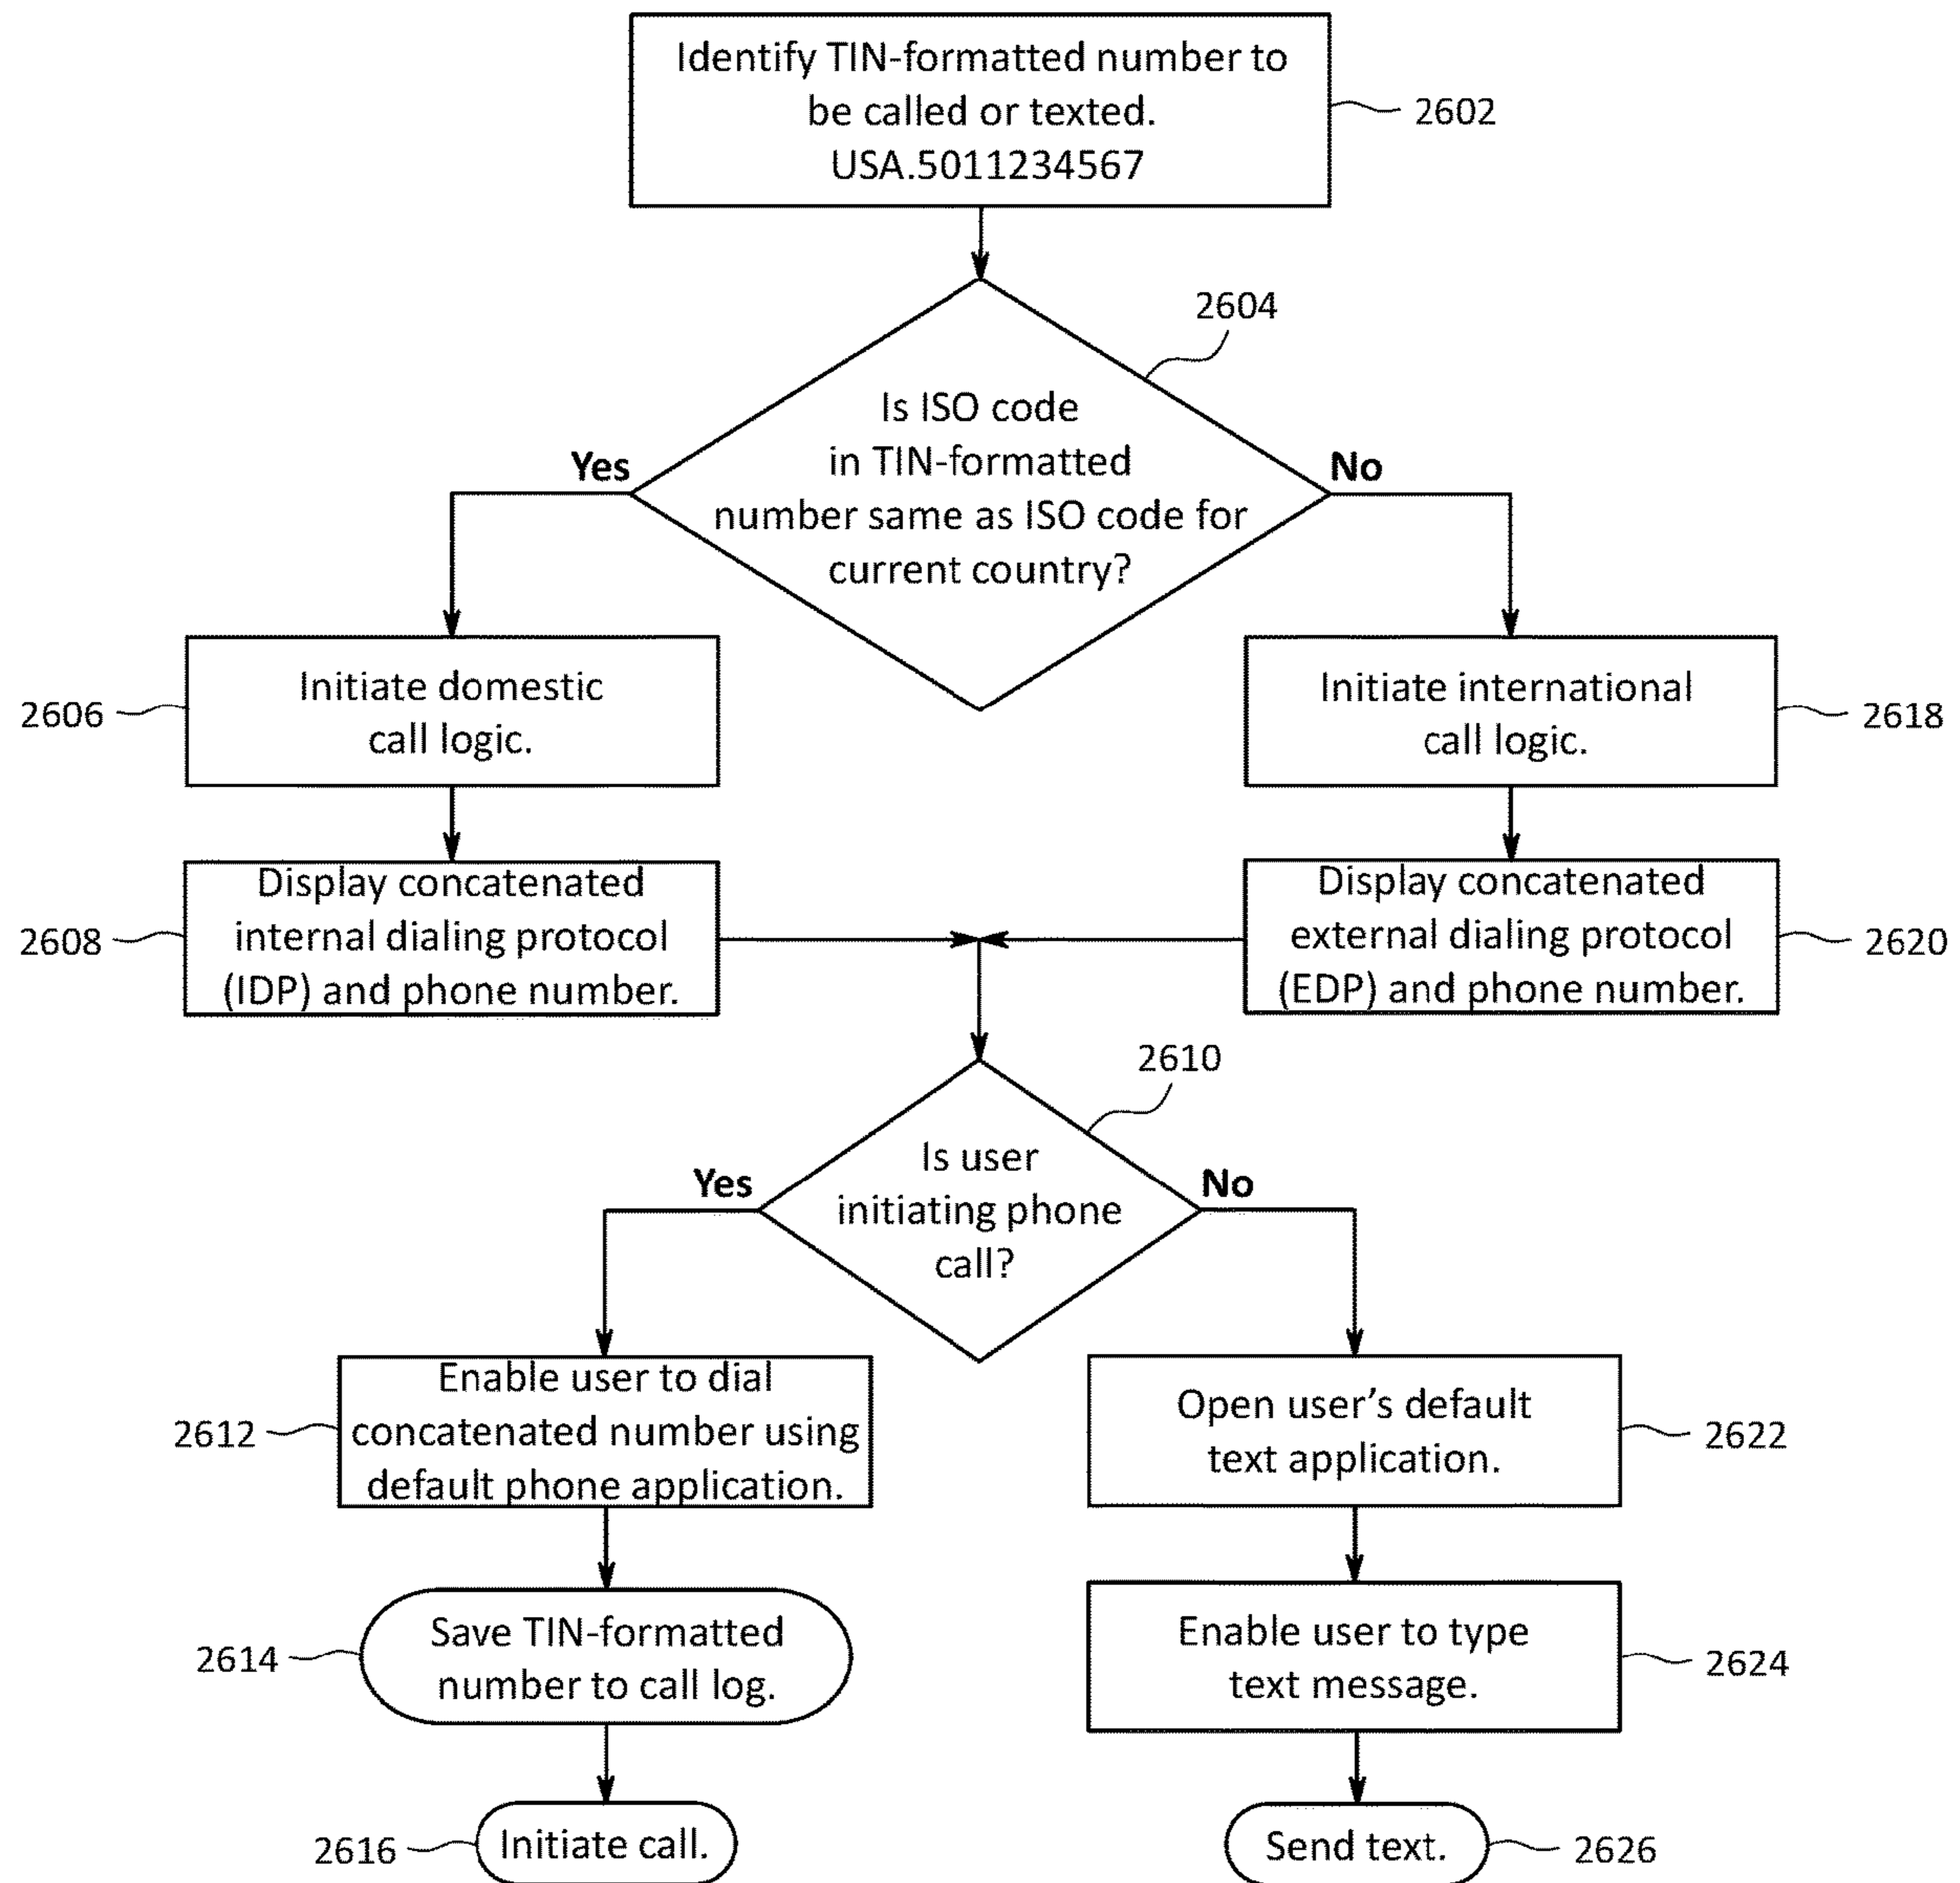 Identify TIN-formatted number to
be called or texted.
USA.5011234567
2602
2604
Is ISO code
in TIN-formatted
number same as ISO code for
current country?
Yes
No
Initiate domestic
call logic.
2606
Initiate international
call logic.
2618
Display concatenated
internal dialing protocol
(IDP) and phone number.
2608
Display concatenated
external dialing protocol
(EDP) and phone number.
2620
2610
Is user
initiating phone
call?
Yes
No
Enable user to dial
concatenated number using
default phone application.
2612
Open user’s default
text application.
2622
Save TIN-formatted
number to call log.
2614
Enable user to type
text message.
2624
Initiate call.
2616
Send text.
2626